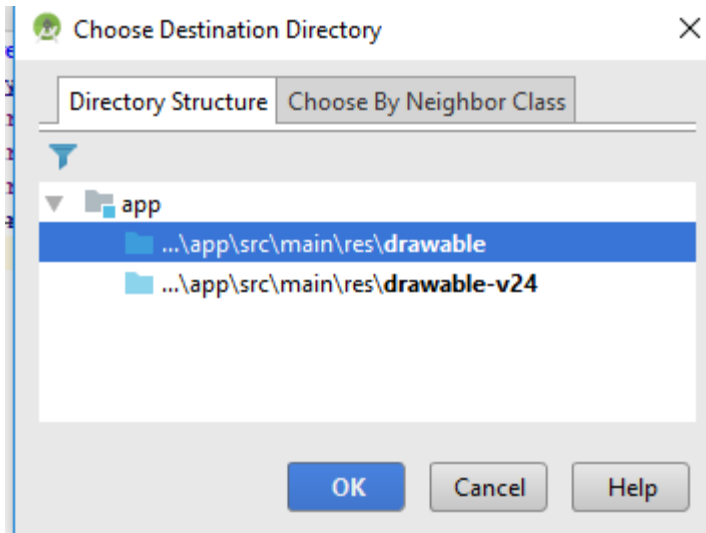 Choose Destination Directory
Directory Structure
Choose By Neighbor Class
app
...\app\src\main\res\drawable
...\app\src\main\res\drawable-v24
OK
Cancel
Help